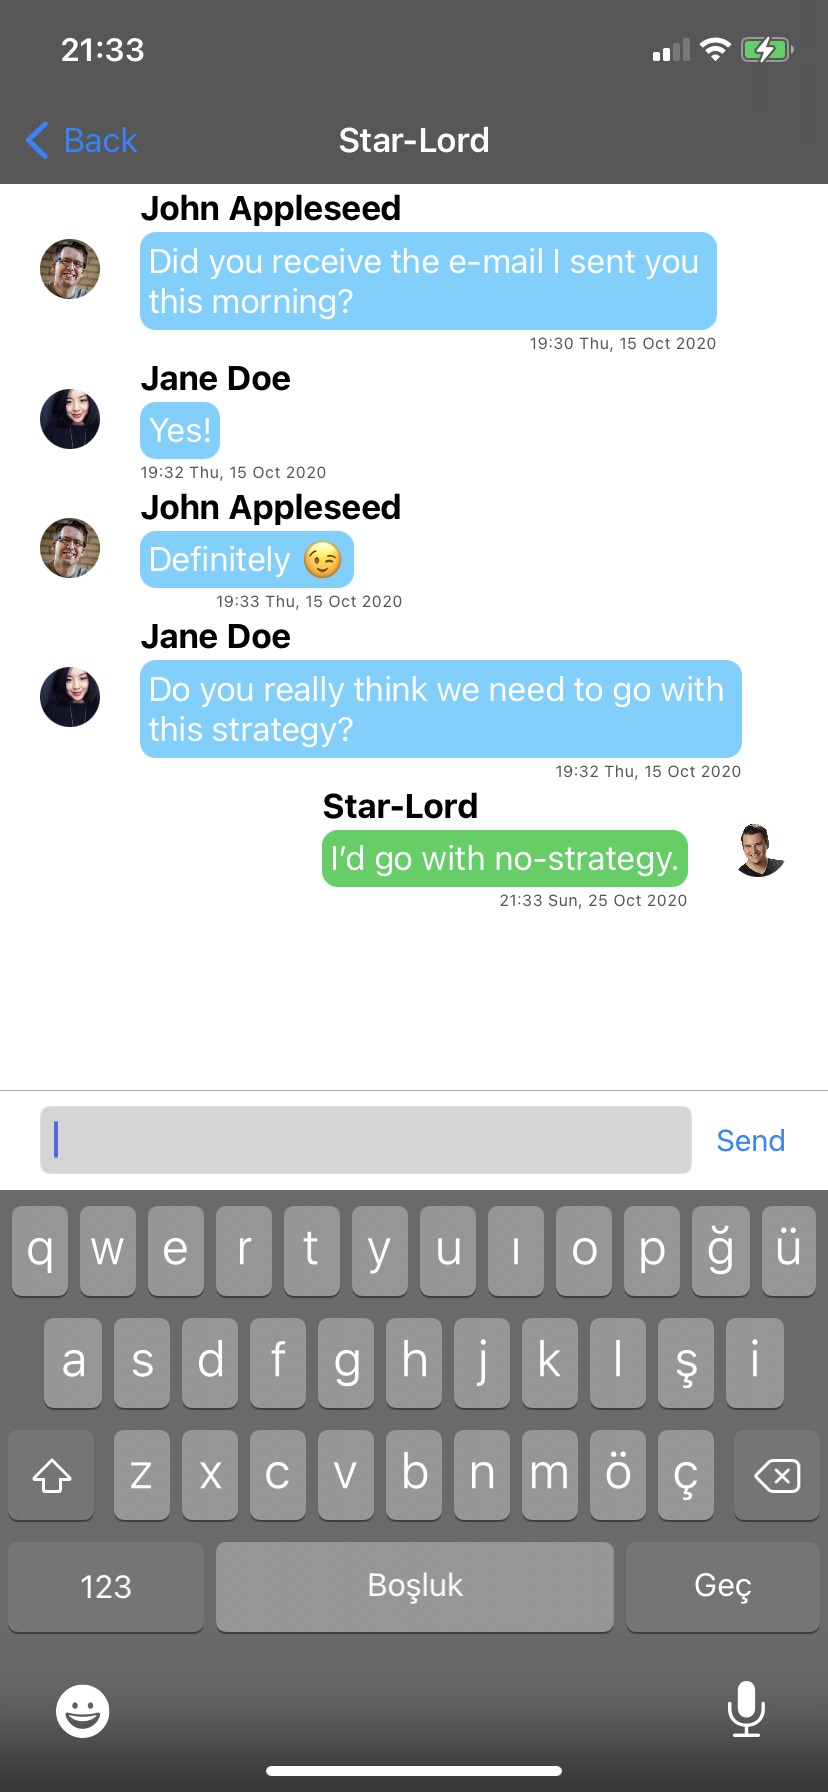 21:33
Back
Star-Lord
John Appleseed
Did you receive the e-mail I sent you
this morning?
19:30 Thu, 15 Oct 2020
Jane Doe
Yes!
19:32 Thu, 15 Oct 2020
John Appleseed
Definitely 😉
19:33 Thu, 15 Oct 2020
Jane Doe
Do you really think we need to go with
this strategy?
19:32 Thu, 15 Oct 2020
Star-Lord
I’d go with no-strategy.
21:33 Sun, 25 Oct 2020
Send
q w e r t y u ı o p ğ ü
a s d f g h j k l ş i
z x c v b n m ö ç
123 Boşluk Geç